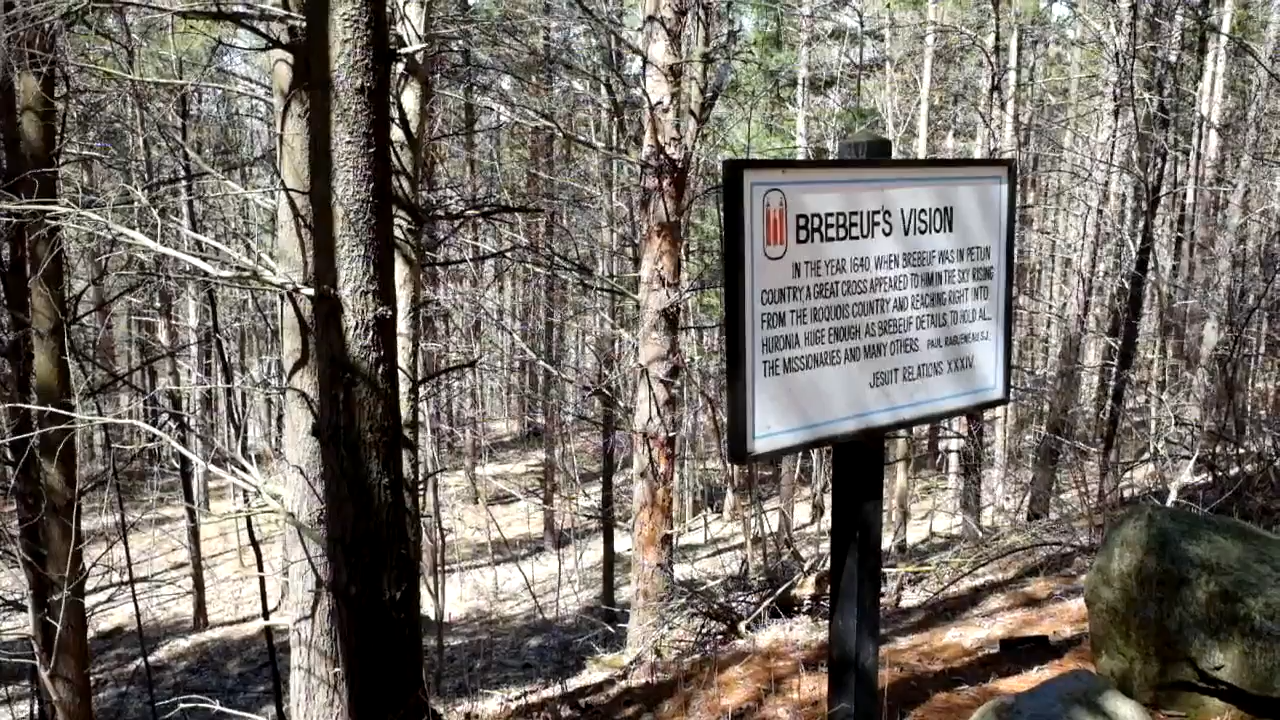 BREBEUF'S VISION
IN THE YEAR 1640, WHEN BREBEUF WAS IN PETUN
COUNTRY, A GREAT CROSS APPEARED TO HIM IN THE SKY RISING
FROM THE IROQUOIS COUNTRY AND REACHING RIGHT INTO
HURONIA, HUGE ENOUGH, AS BREBEUF DETAILS, TO HOLD AL...
THE MISSIONARIES AND MANY OTHERS. PAUL RAGUENEAU S.J.,
JESUIT RELATIONS XXXIV.